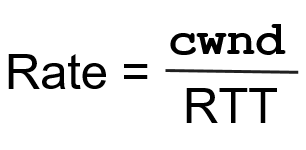 Rate = cwnd
RTT